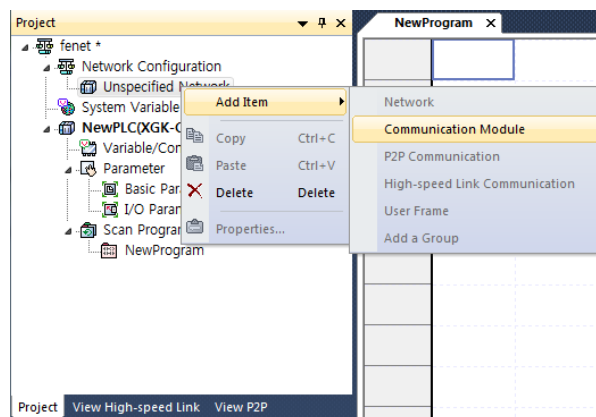 Project
NewProgram
fenet *
Network Configuration
Unspecified Network
System Variable
NewPLC(XGK-
Variable/Con
Parameter
Basic Par
I/O Param
Scan Program
NewProgram
Add Item
Copy Ctrl+C
Paste Ctrl+V
Delete Delete
Properties...
Network
Communication Module
P2P Communication
High-speed Link Communication
User Frame
Add a Group
Project View High-speed Link View P2P